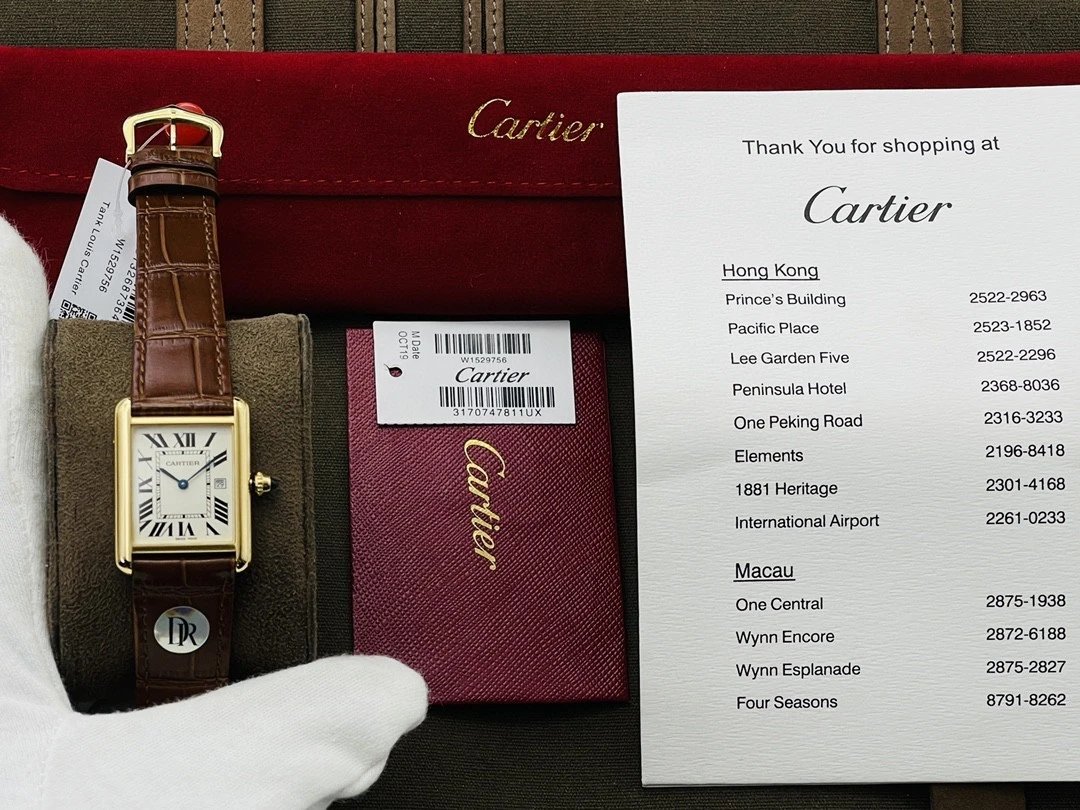 Cartier
Tank Louis Cartier
W1529756
M Date
OCT19
W1529756
Cartier
3170747811UX
Cartier
XII
CARTIER
DR
Thank You for shopping at
Cartier
Hong Kong
Prince's Building 2522-2963
Pacific Place 2523-1852
Lee Garden Five 2522-2296
Peninsula Hotel 2368-8036
One Peking Road 2316-3233
Elements 2196-8418
1881 Heritage 2301-4168
International Airport 2261-0233
Macau
One Central 2875-1938
Wynn Encore 2872-6188
Wynn Esplanade 2875-2827
Four Seasons 8791-8262